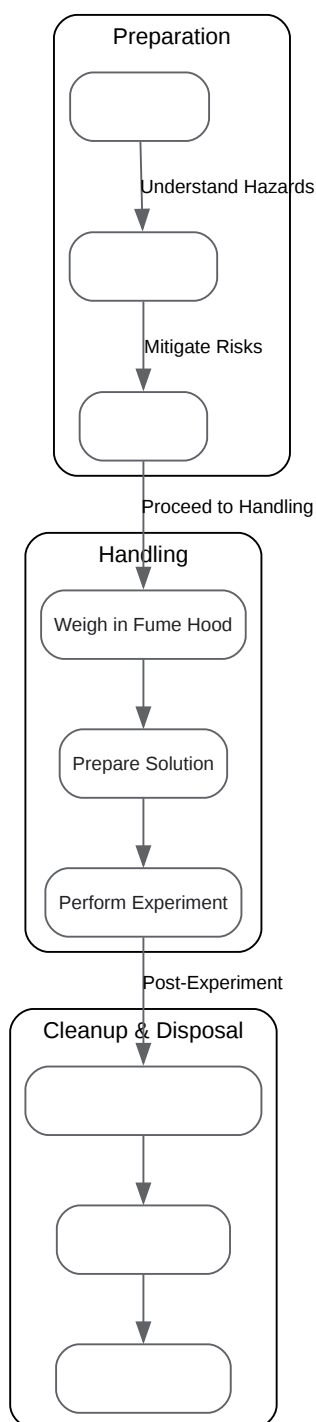 Preparation
Understand Hazards
Mitigate Risks
Proceed to Handling
Handling
Weigh in Fume Hood
Prepare Solution
Perform Experiment
Post-Experiment
Cleanup & Disposal